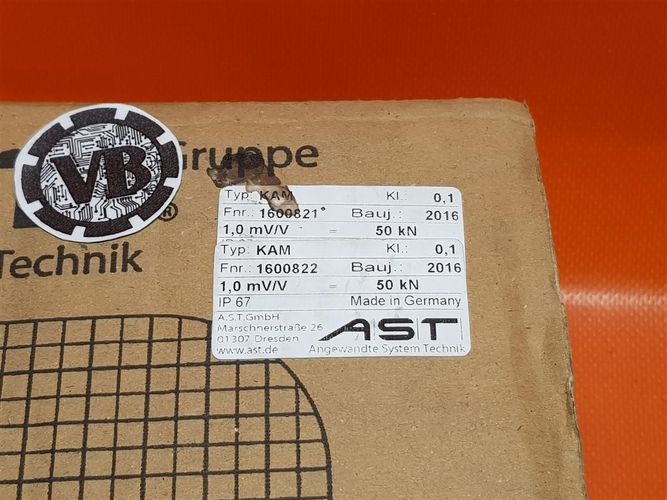 VB
Gruppe
®
Technik
Typ: KAM Kl.: 0,1
Fnr.: 1600821 Bauj.: 2016
1,0 mV/V = 50 kN
Typ: KAM Kl.: 0,1
Fnr.: 1600822 Bauj.: 2016
1,0 mV/V = 50 kN
IP 67 Made in Germany
A.S.T.GmbH
Marschnerstraße 26
01307 Dresden
www.ast.de
AST
Angewandte System Technik